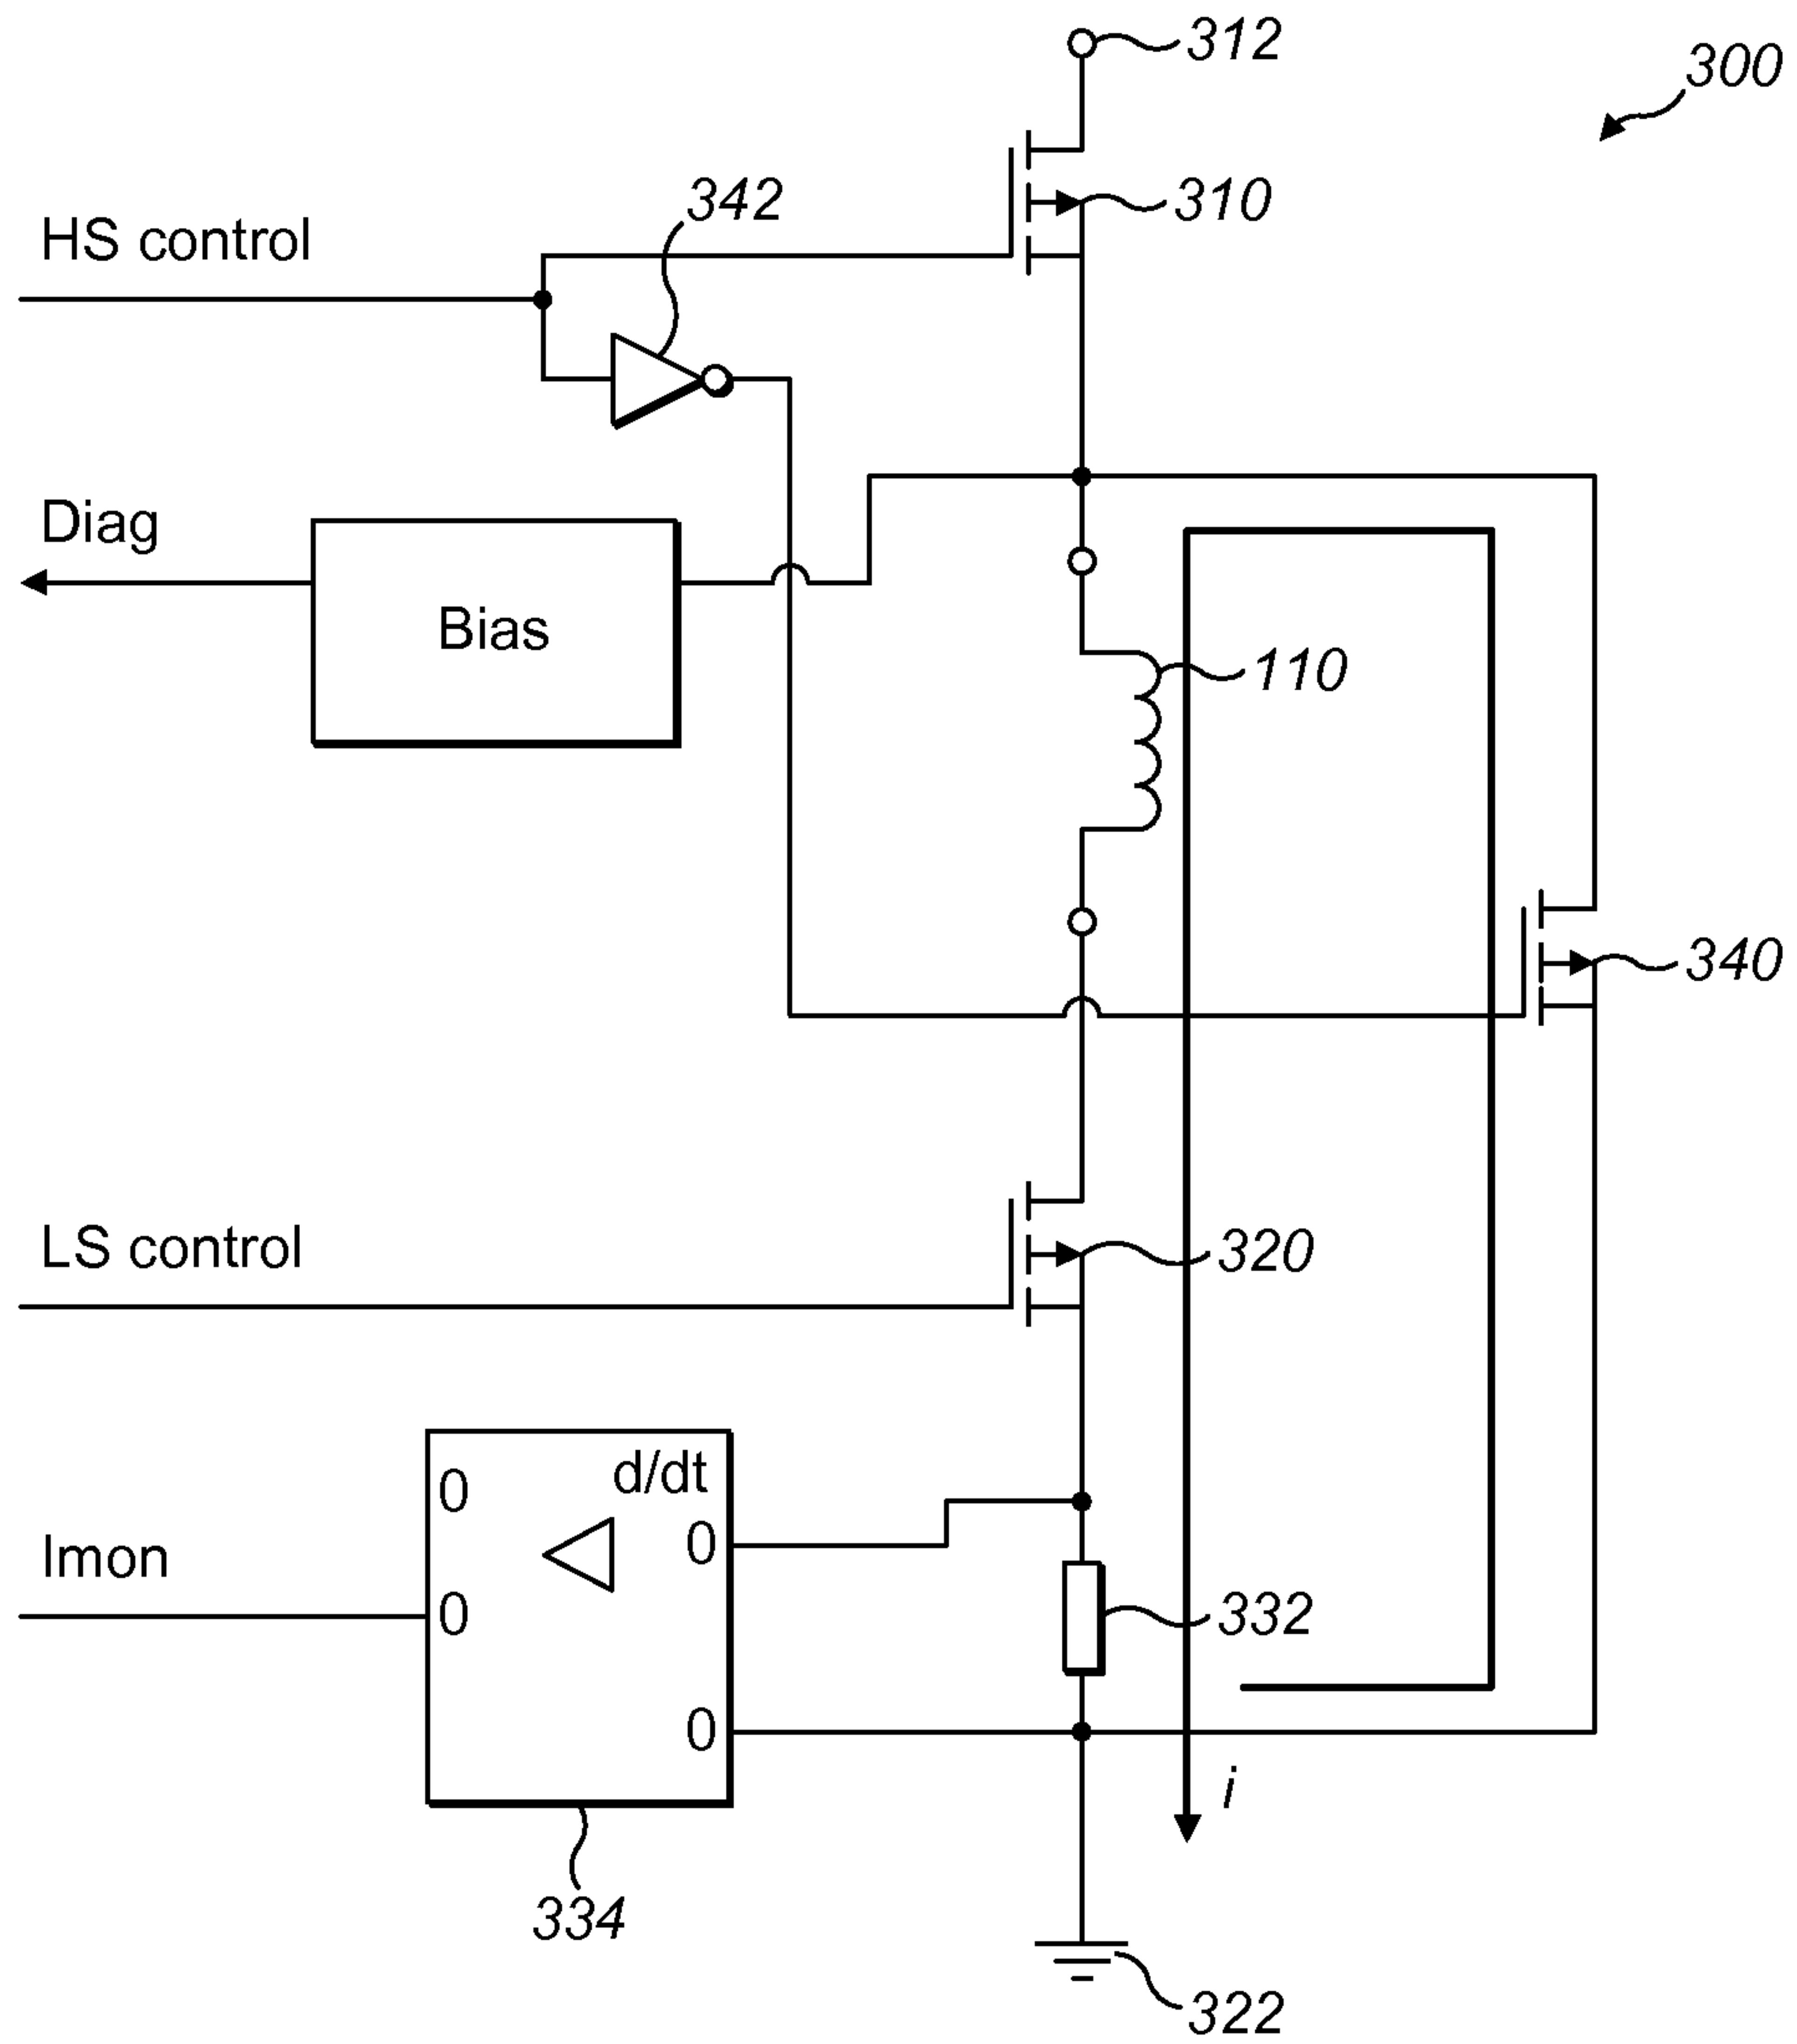 312
300
342
310
HS control
Diag
Bias
110
340
LS control
320
d/dt
0
0
Imon
0
332
0
i
334
322